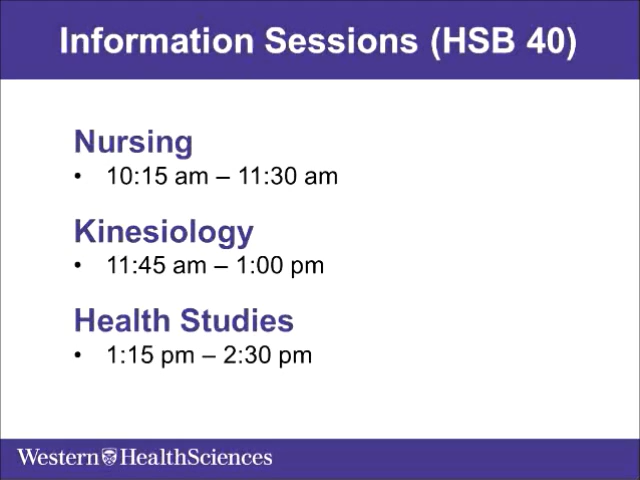 Information Sessions (HSB 40)
Nursing
• 10:15 am – 11:30 am
Kinesiology
• 11:45 am – 1:00 pm
Health Studies
• 1:15 pm – 2:30 pm
Western HealthSciences